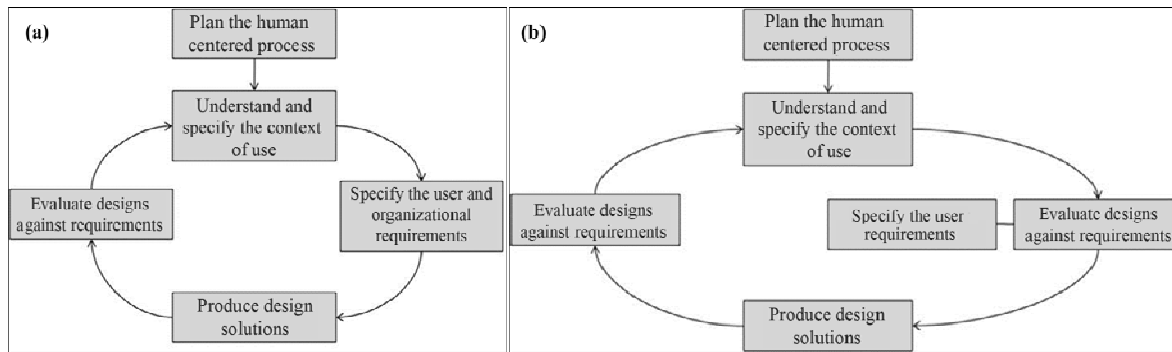 (a)
Plan the human
centered process
Understand and
specify the context
of use
Evaluate designs
against requirements
Specify the user and
organizational
requirements
Produce design
solutions
(b)
Plan the human
centered process
Understand and
specify the context
of use
Evaluate designs
against requirements
Specify the user
requirements
Evaluate designs
against requirements
Produce design
solutions